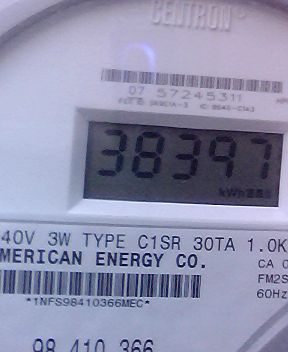 CENTRON®
07 57245311
38397
kWh
40V 3W TYPE C1SR 30TA 1.0K
MERICAN ENERGY CO.
CA 0
FM2S
60Hz
*1NFS98410366MEC*
98 410 366